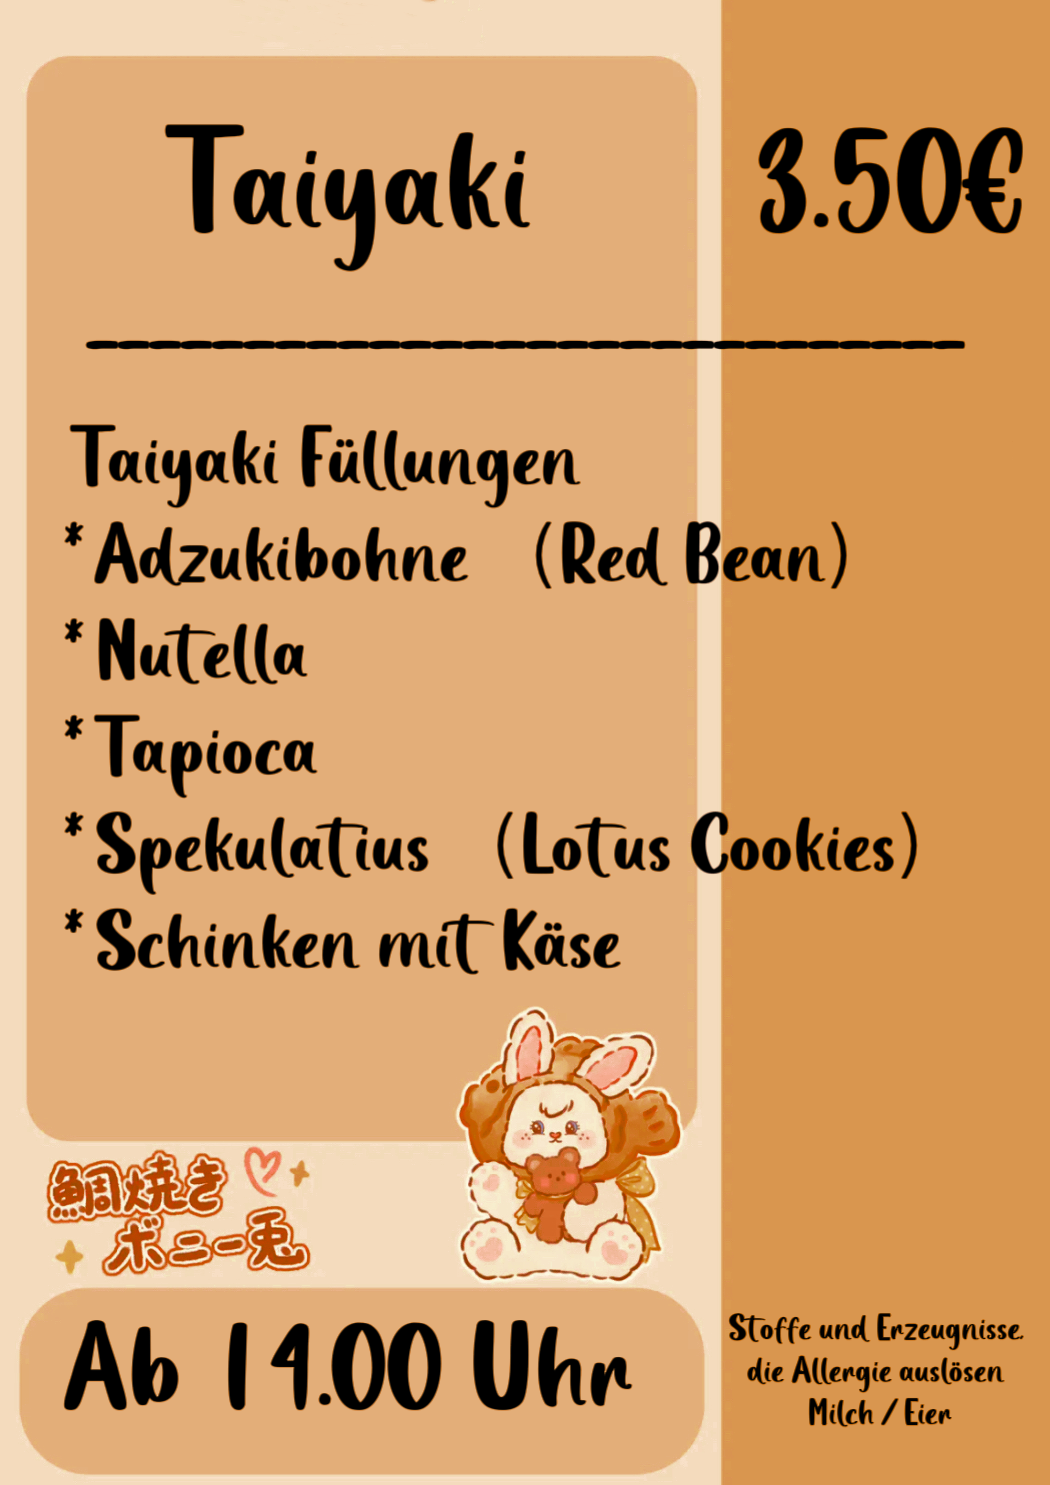 Taiyaki 3.50€
Taiyaki Füllungen
*Adzukibohne (Red Bean)
*Nutella
*Tapioca
*Spekulatius (Lotus Cookies)
*Schinken mit Käse
鯛焼き
ボニー兎
Ab 14.00 Uhr
Stoffe und Erzeugnisse,
die Allergie auslösen
Milch / Eier